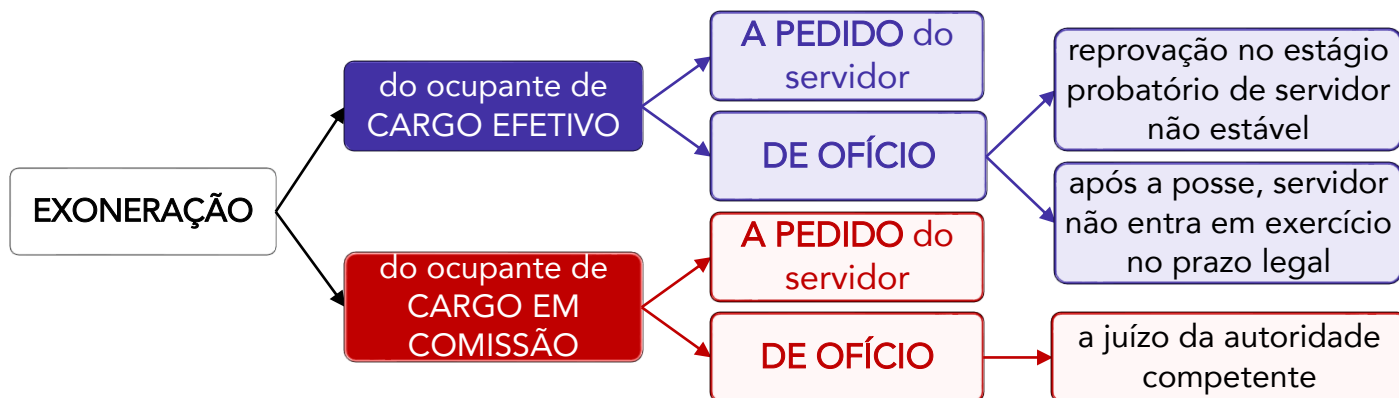 EXONERAÇÃO
do ocupante de
CARGO EFETIVO
A PEDIDO do
servidor
DE OFÍCIO
reprovação no estágio
probatório de servidor
não estável
após a posse, servidor
não entra em exercício
no prazo legal
do ocupante de
CARGO EM
COMISSÃO
A PEDIDO do
servidor
DE OFÍCIO
a juízo da autoridade
competente